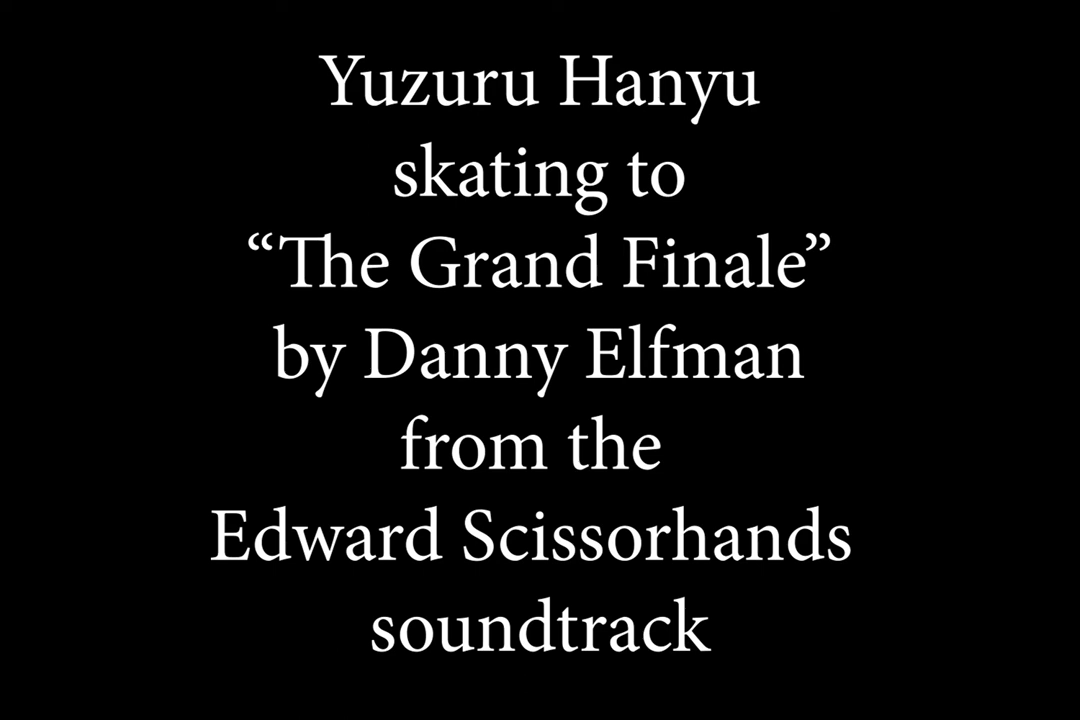 Yuzuru Hanyu
skating to
“The Grand Finale”
by Danny Elfman
from the
Edward Scissorhands
soundtrack